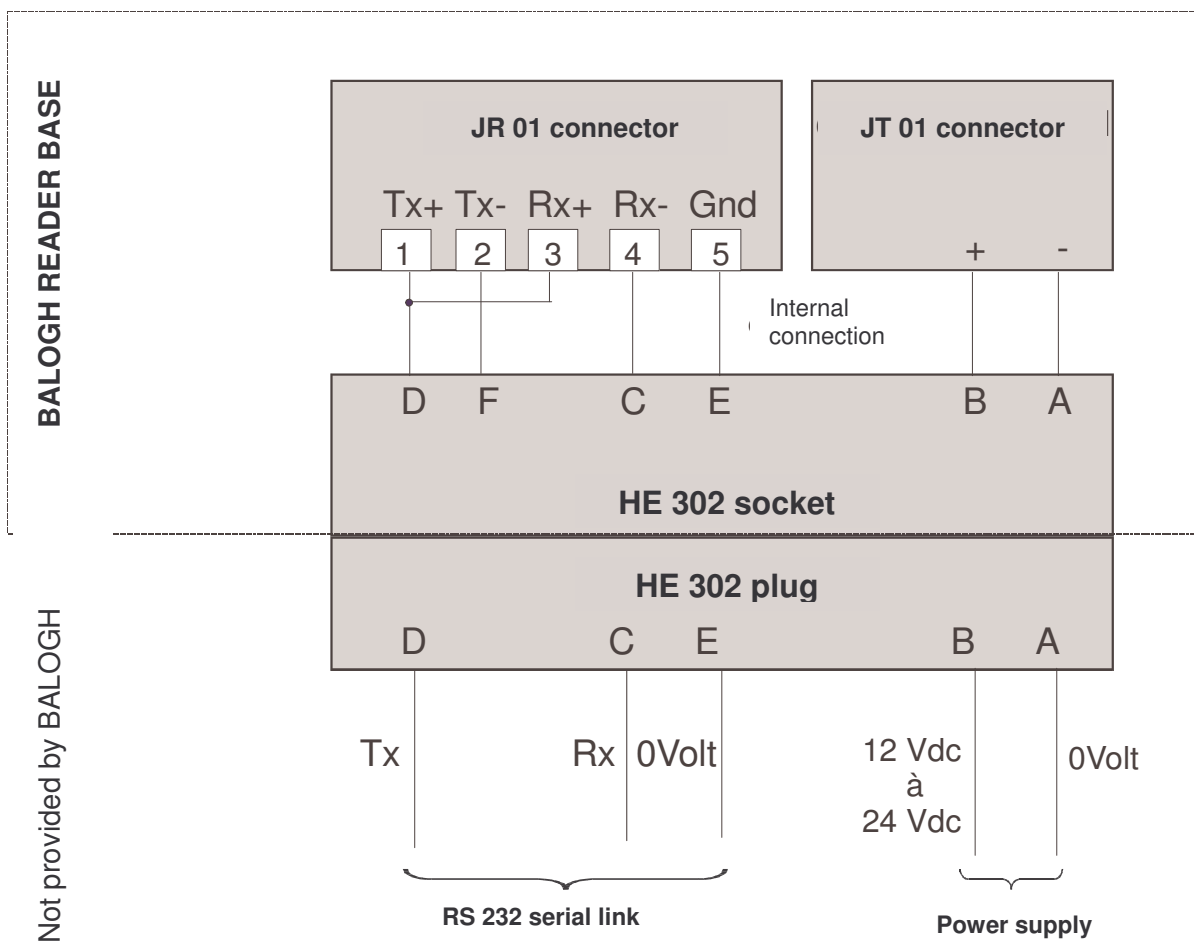 BALOGH READER BASE
JR 01 connector
JT 01 connector
Tx+ Tx- Rx+ Rx- Gnd
1 2 3 4 5
+ -
Internal
connection
D F C E B A
HE 302 socket
HE 302 plug
D C E B A
Not provided by BALOGH
Tx Rx 0Volt
12 Vdc
à
24 Vdc
0Volt
RS 232 serial link
Power supply